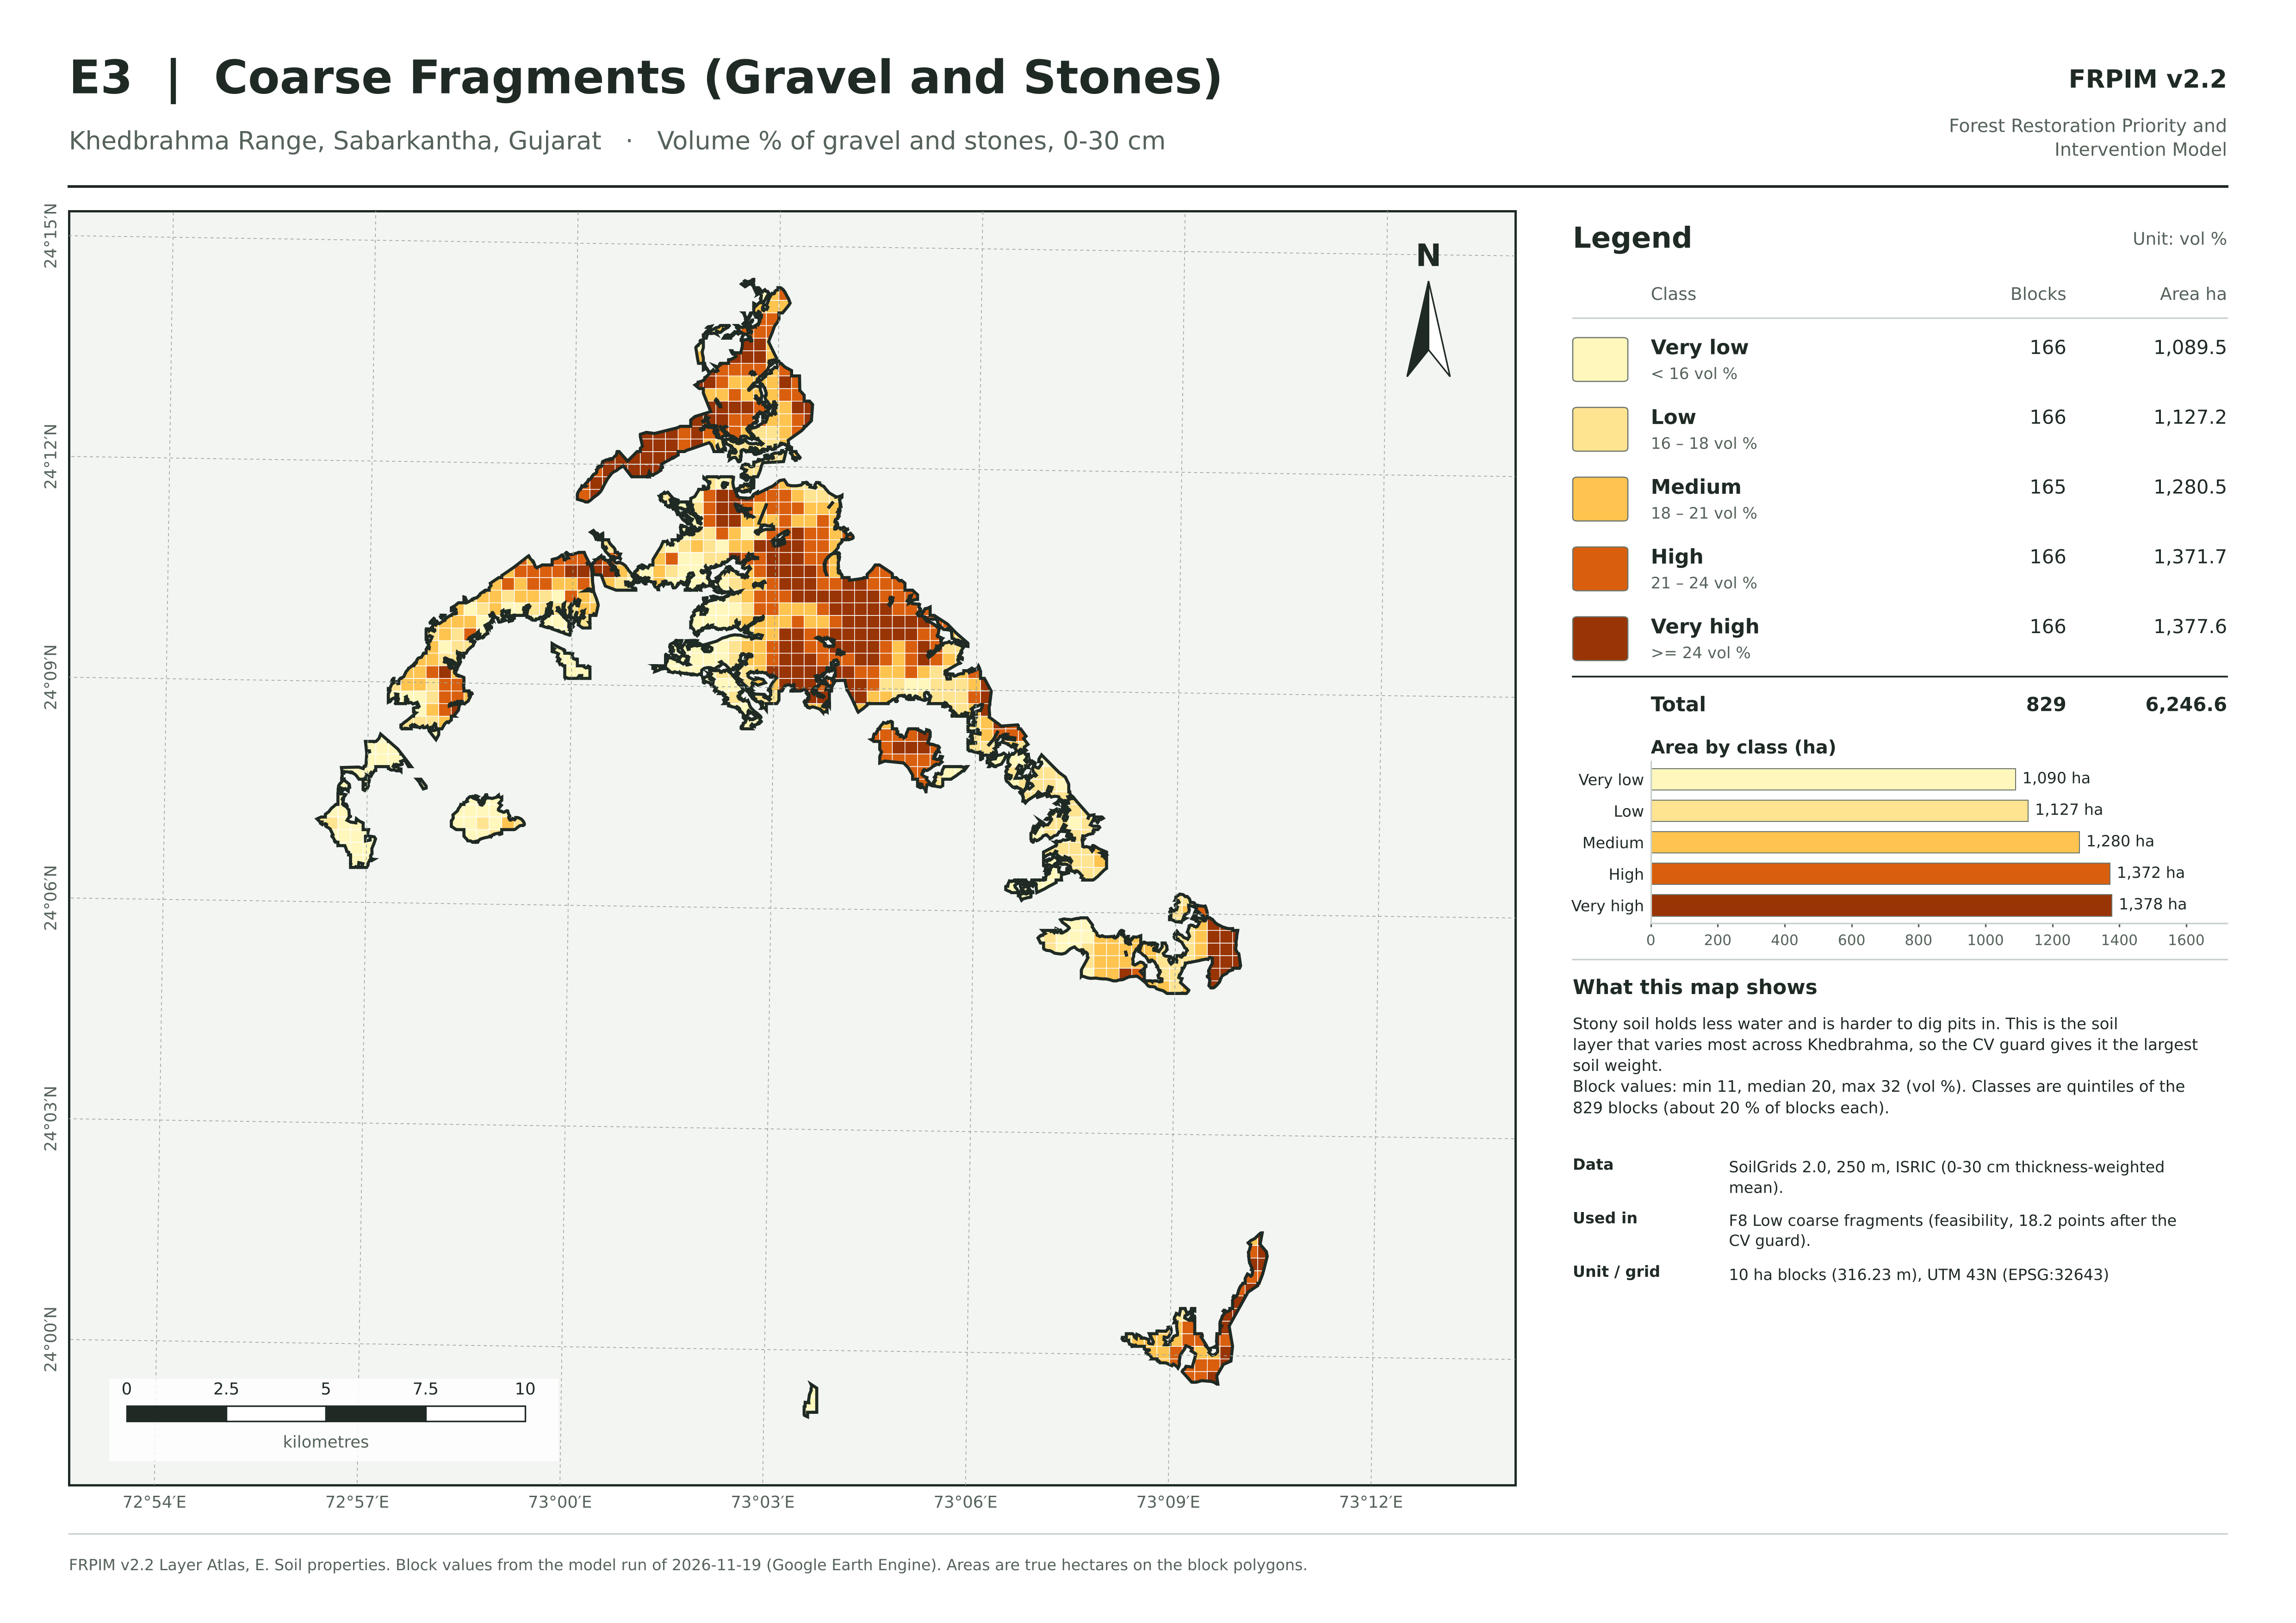 E3 | Coarse Fragments (Gravel and Stones)
FRPIM v2.2
Khedbrahma Range, Sabarkantha, Gujarat · Volume % of gravel and stones, 0-30 cm
Forest Restoration Priority and
Intervention Model
24°15′N
24°12′N
24°09′N
24°06′N
24°03′N
24°00′N
N
0 2.5 5 7.5 10
kilometres
72°54′E 72°57′E 73°00′E 73°03′E 73°06′E 73°09′E 73°12′E
Legend Unit: vol %
Class Blocks Area ha
Very low 166 1,089.5
< 16 vol %
Low 166 1,127.2
16 – 18 vol %
Medium 165 1,280.5
18 – 21 vol %
High 166 1,371.7
21 – 24 vol %
Very high 166 1,377.6
>= 24 vol %
Total 829 6,246.6
Area by class (ha)
Very low 1,090 ha
Low 1,127 ha
Medium 1,280 ha
High 1,372 ha
Very high 1,378 ha
0 200 400 600 800 1000 1200 1400 1600
What this map shows
Stony soil holds less water and is harder to dig pits in. This is the soil
layer that varies most across Khedbrahma, so the CV guard gives it the largest
soil weight.
Block values: min 11, median 20, max 32 (vol %). Classes are quintiles of the
829 blocks (about 20 % of blocks each).
Data SoilGrids 2.0, 250 m, ISRIC (0-30 cm thickness-weighted
mean).
Used in F8 Low coarse fragments (feasibility, 18.2 points after the
CV guard).
Unit / grid 10 ha blocks (316.23 m), UTM 43N (EPSG:32643)
FRPIM v2.2 Layer Atlas, E. Soil properties. Block values from the model run of 2026-11-19 (Google Earth Engine). Areas are true hectares on the block polygons.